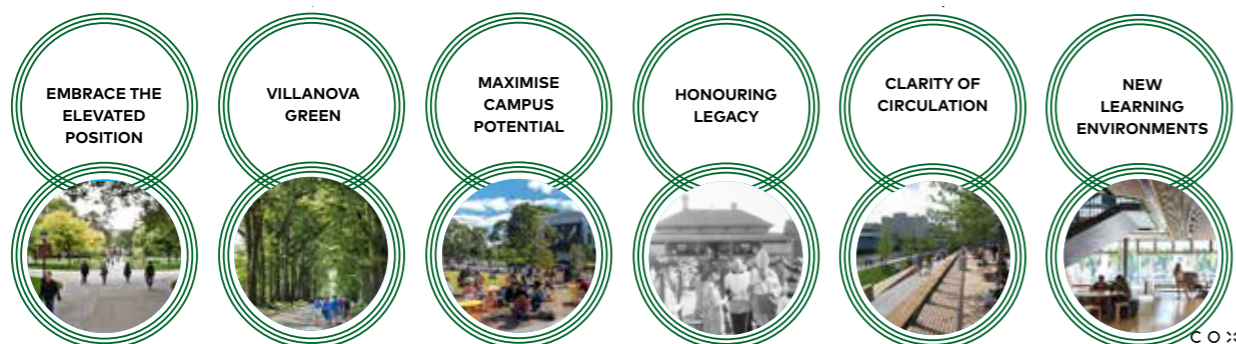 EMBRACE THE
ELEVATED
POSITION
VILLANOVA
GREEN
MAXIMISE
CAMPUS
POTENTIAL
HONOURING
LEGACY
CLARITY OF
CIRCULATION
NEW
LEARNING
ENVIRONMENTS
COX